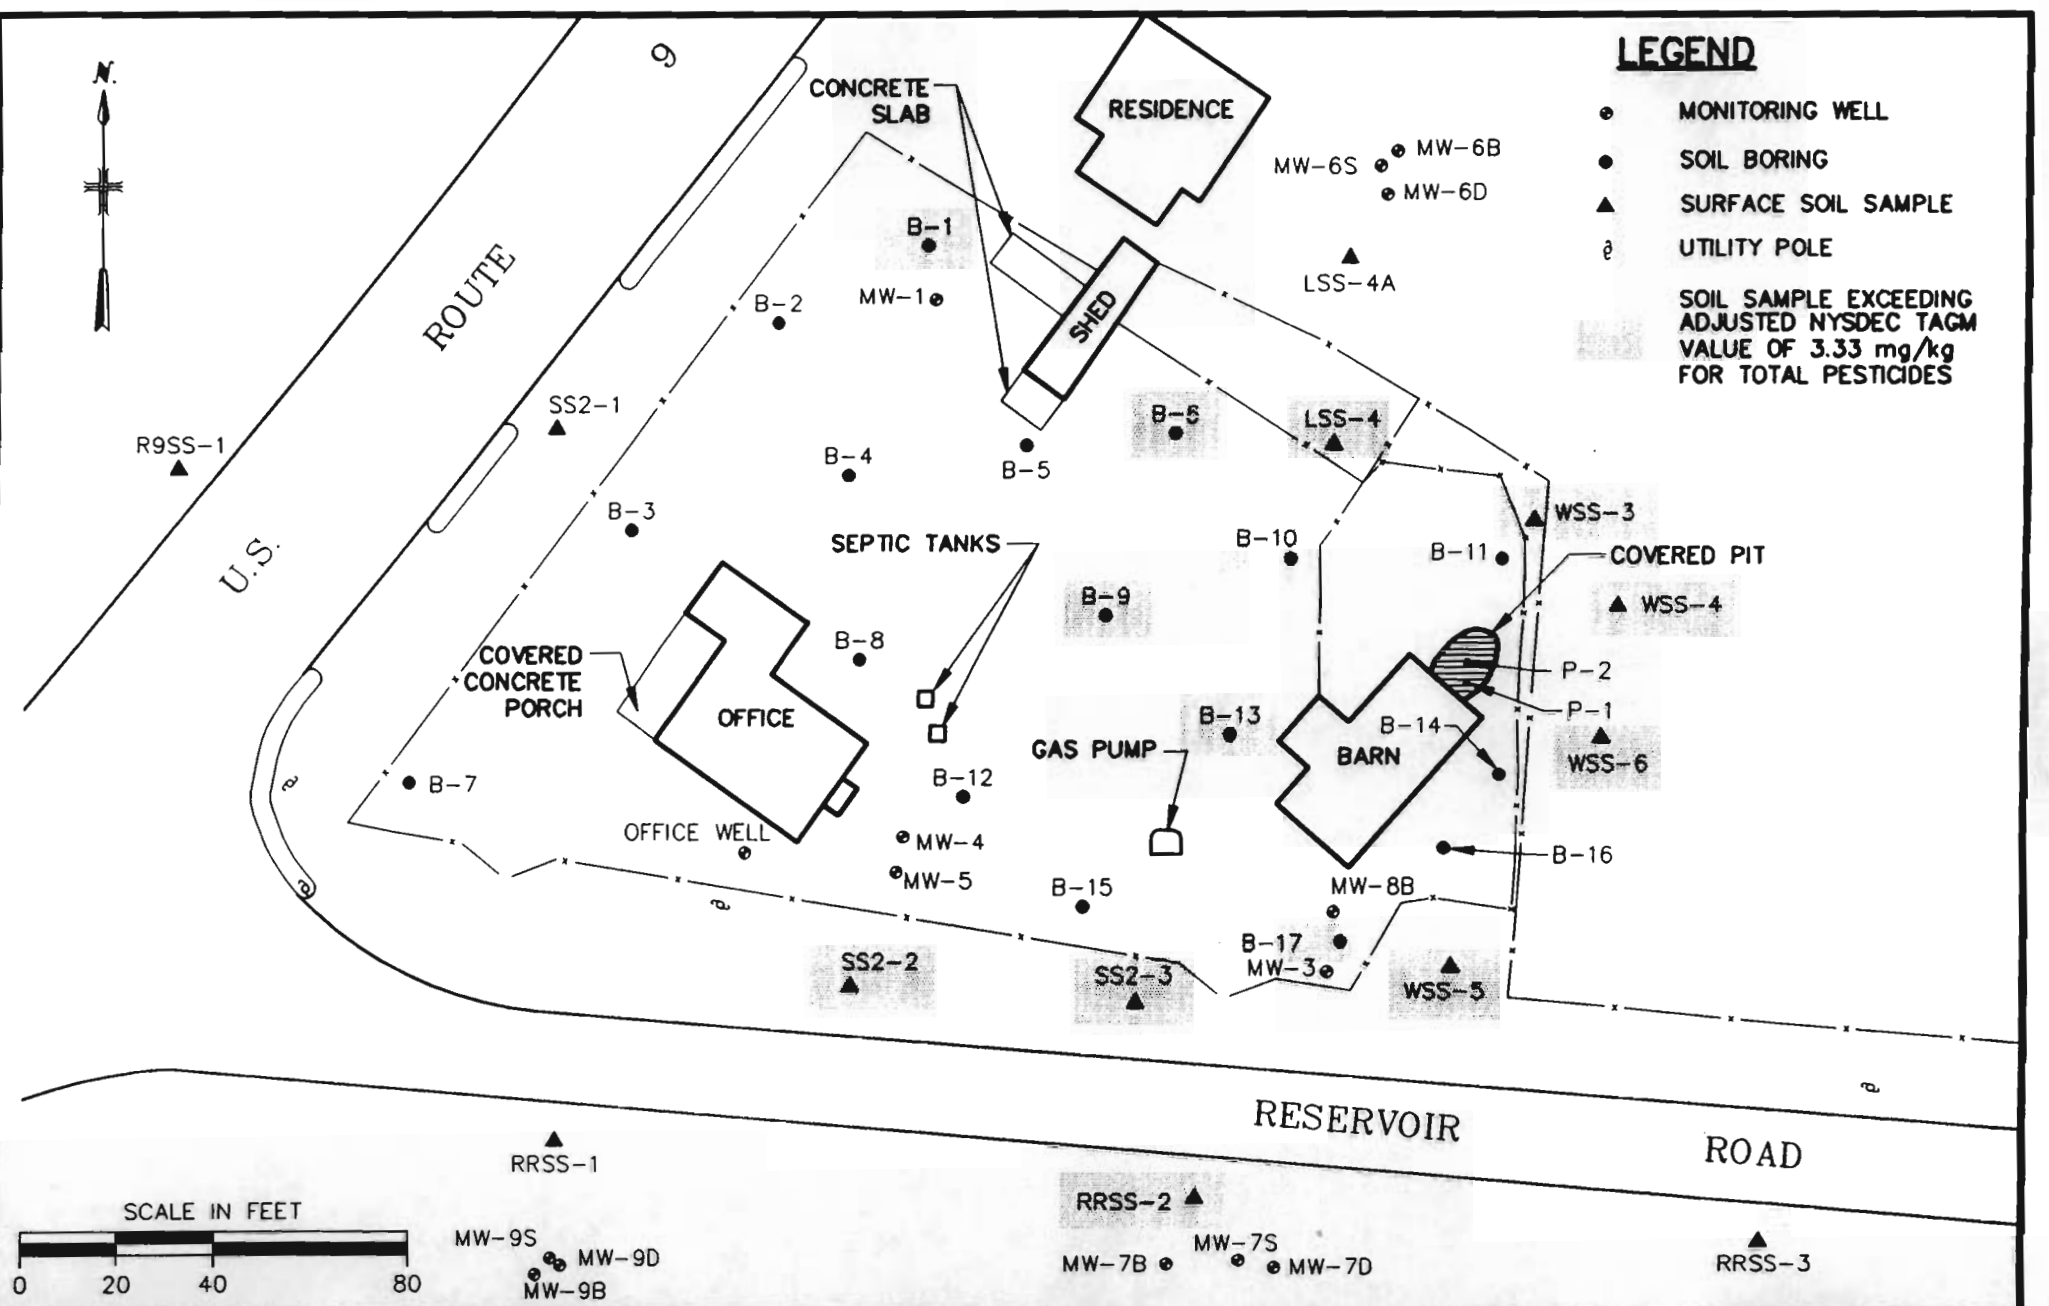 N.
9
CONCRETE
SLAB
RESIDENCE
LEGEND
MONITORING WELL
SOIL BORING
SURFACE SOIL SAMPLE
UTILITY POLE
SOIL SAMPLE EXCEEDING
ADJUSTED NYSDEC TAGM
VALUE OF 3.33 mg/kg
FOR TOTAL PESTICIDES
MW-6B
MW-6S
MW-6D
B-1
LSS-4A
MW-1
B-2
ROUTE
SHED
SS2-1
R9SS-1
B-6
LSS-4
B-4
B-5
B-3
WSS-3
SEPTIC TANKS
B-10
B-11
COVERED PIT
U.S.
B-9
WSS-4
B-8
COVERED
CONCRETE
PORCH
P-2
P-1
OFFICE
B-13
B-14
GAS PUMP
BARN
WSS-6
B-7
B-12
OFFICE WELL
MW-4
MW-5
B-15
B-16
MW-8B
B-17
MW-3
SS2-2
SS2-3
WSS-5
RESERVOIR ROAD
RRSS-1
RRSS-2
SCALE IN FEET
0 20 40 80
MW-9S
MW-9D
MW-9B
MW-7S
MW-7B
MW-7D
RRSS-3